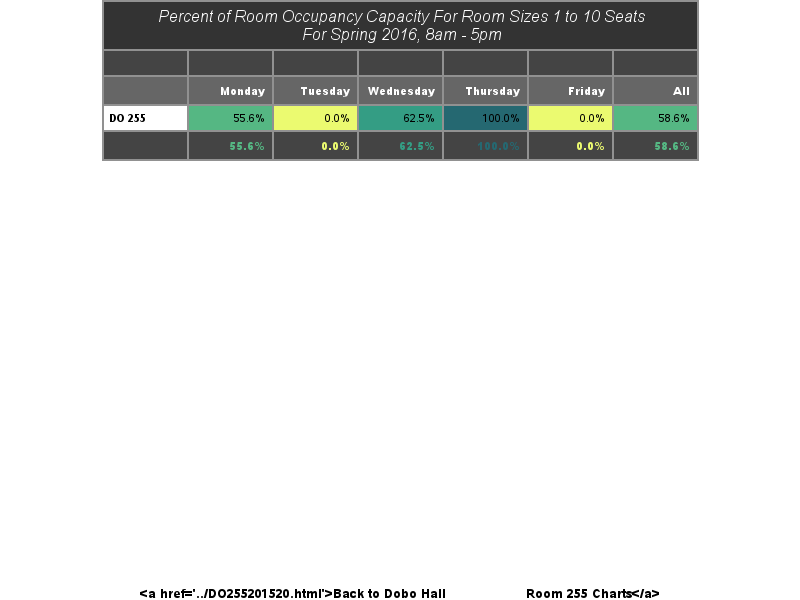 Percent of Room Occupancy Capacity For Room Sizes 1 to 10 Seats
For Spring 2016, 8am - 5pm
Monday Tuesday Wednesday Thursday Friday All
DO 255 55.6% 0.0% 62.5% 100.0% 0.0% 58.6%
55.6% 0.0% 62.5% 100.0% 0.0% 58.6%
<a href='../DO255201520.html'>Back to Dobo Hall Room 255 Charts</a>